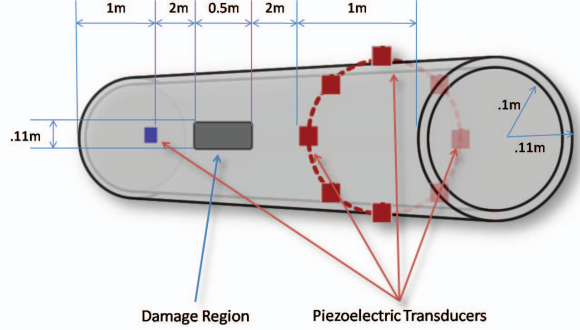 1m 2m 0.5m 2m 1m
.11m
.1m
.11m
Damage Region Piezoelectric Transducers